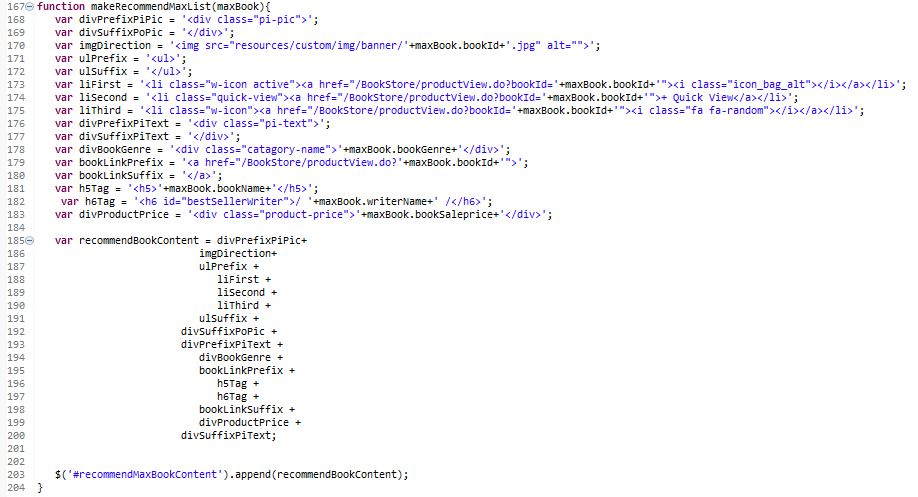 167 function makeRecommendMaxList(maxBook){
168 var divPrefixPiPic = '<div class="pi-pic">';
169 var divSuffixPoPic = '</div>';
170 var imgDirection = '<img src="resources/custom/img/banner/'+maxBook.bookId+'.jpg" alt="">';
171 var ulPrefix = '<ul>';
172 var ulSuffix = '</ul>';
173 var liFirst = '<li class="w-icon active"><a href="/BookStore/productView.do?bookId='+maxBook.bookId+'"><i class="icon_bag_alt"></i></a></li>';
174 var liSecond = '<li class="quick-view"><a href="/BookStore/productView.do?bookId='+maxBook.bookId+'">+ Quick View</a></li>';
175 var liThird = '<li class="w-icon"><a href="/BookStore/productView.do?bookId='+maxBook.bookId+'"><i class="fa fa-random"></i></a></li>';
176 var divPrefixPiText = '<div class="pi-text">';
177 var divSuffixPiText = '</div>';
178 var divBookGenre = '<div class="catagory-name">'+maxBook.bookGenre+'</div>';
179 var bookLinkPrefix = '<a href="/BookStore/productView.do?'+maxBook.bookId+'">';
180 var bookLinkSuffix = '</a>';
181 var h5Tag = '<h5>'+maxBook.bookName+'</h5>';
182 var h6Tag = '<h6 id="bestSellerWriter">/ '+maxBook.writerName+' /</h6>';
183 var divProductPrice = '<div class="product-price">'+maxBook.bookSaleprice+'</div>';
184
185 var recommendBookContent = divPrefixPiPic+
186 imgDirection+
187 ulPrefix +
188 liFirst +
189 liSecond +
190 liThird +
191 ulSuffix +
192 divSuffixPoPic +
193 divPrefixPiText +
194 divBookGenre +
195 bookLinkPrefix +
196 h5Tag +
197 h6Tag +
198 bookLinkSuffix +
199 divProductPrice +
200 divSuffixPiText;
201
202
203 $('#recommendMaxBookContent').append(recommendBookContent);
204 }